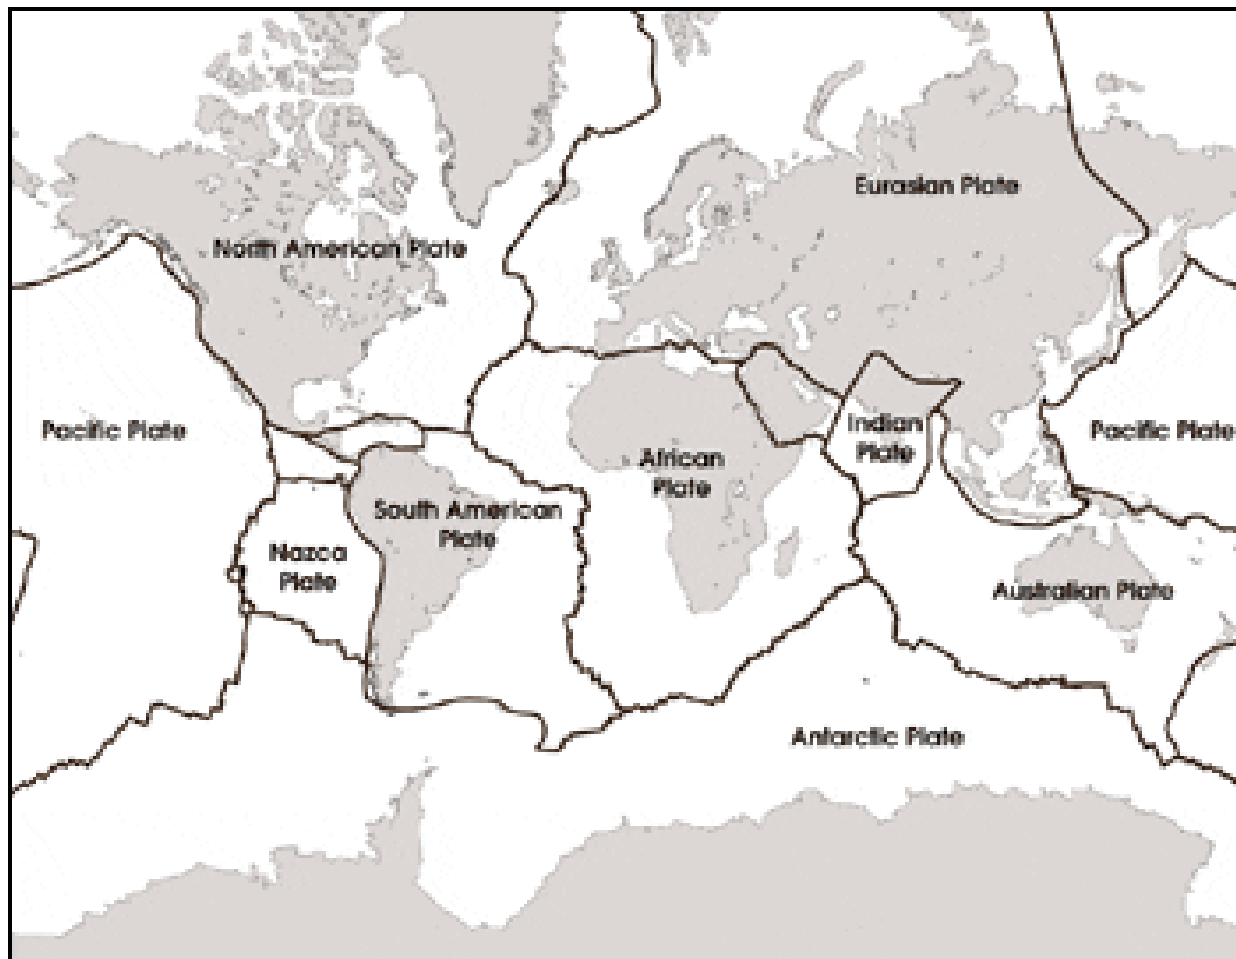 Eurasian Plate
North American Plate
Pacific Plate
Indian
Plate
Pacific Plate
African
Plate
South American
Plate
Nazca
Plate
Australian Plate
Antarctic Plate